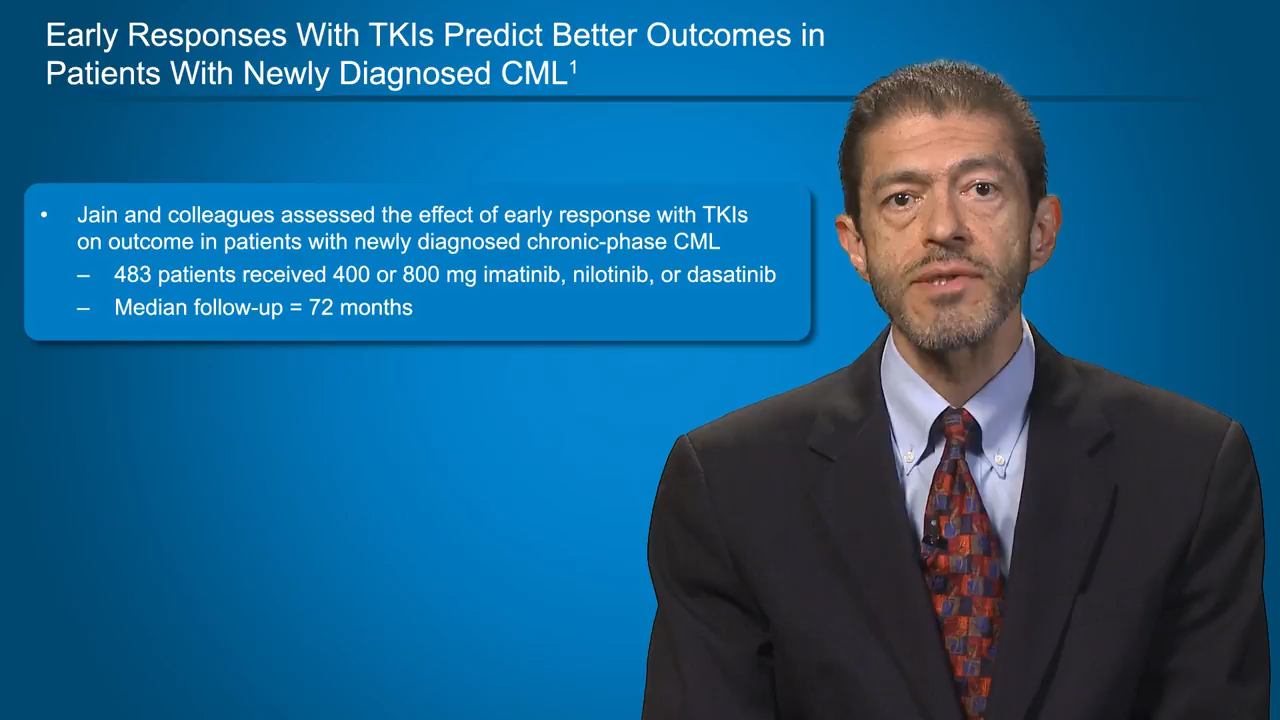 Early Responses With TKIs Predict Better Outcomes in
Patients With Newly Diagnosed CML¹
• Jain and colleagues assessed the effect of early response with TKIs
on outcome in patients with newly diagnosed chronic-phase CML
– 483 patients received 400 or 800 mg imatinib, nilotinib, or dasatinib
– Median follow-up = 72 months